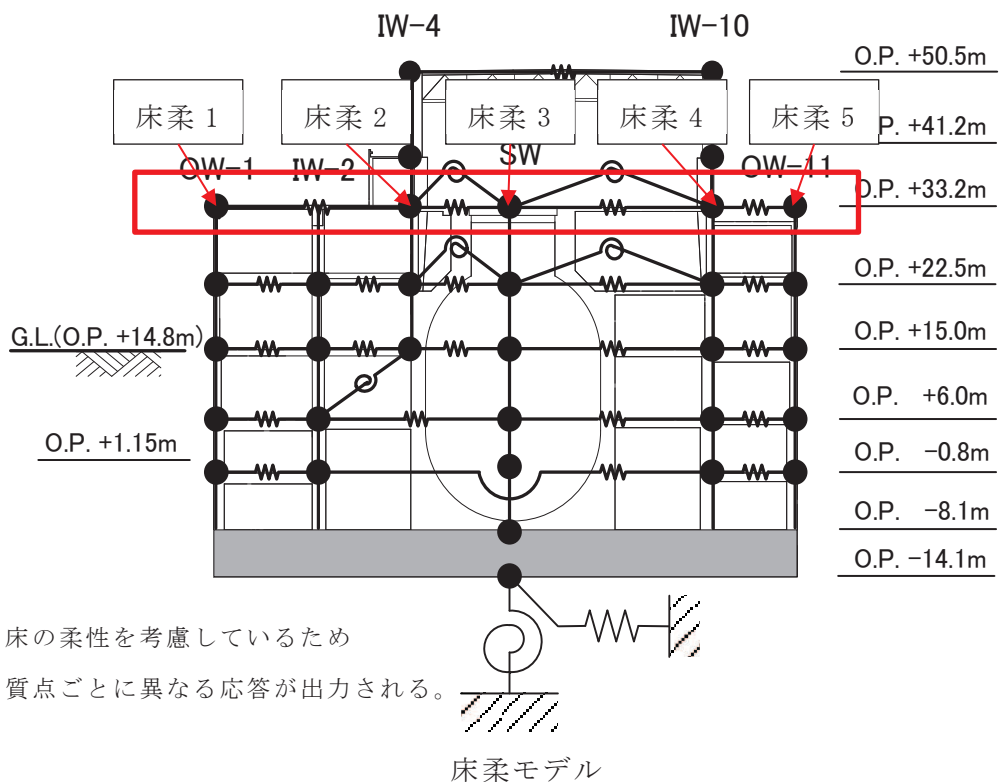 IW-4
IW-10
O.P. +50.5m
床柔 1
床柔 2
床柔 3
床柔 4
床柔 5
O.P. +41.2m
SW
OW-1
IW-2
OW-11
O.P. +33.2m
O.P. +22.5m
G.L.(O.P. +14.8m)
O.P. +15.0m
O.P. +6.0m
O.P. +1.15m
O.P. -0.8m
O.P. -8.1m
O.P. -14.1m
床の柔性を考慮しているため
質点ごとに異なる応答が出力される。
床柔モデル